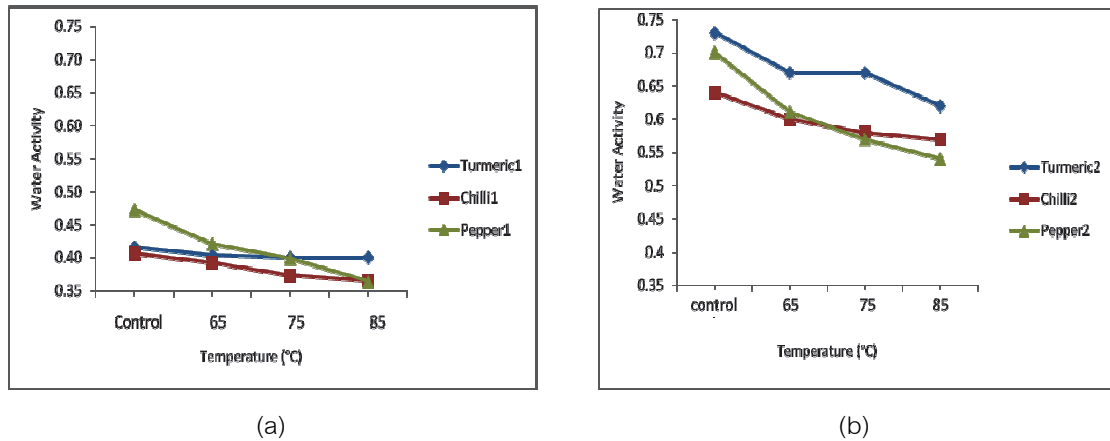 0.75
0.70
0.65
0.60
0.55
0.50
0.45
0.40
0.35
Water Activity
Control 65 75 85
Temperature (°C)
Turmeric1
Chilli1
Pepper1
(a)
0.75
0.7
0.65
0.6
0.55
0.5
0.45
0.4
0.35
Water Activity
control 65 75 85
Temperature (°C)
Turmeric2
Chilli2
Pepper2
(b)